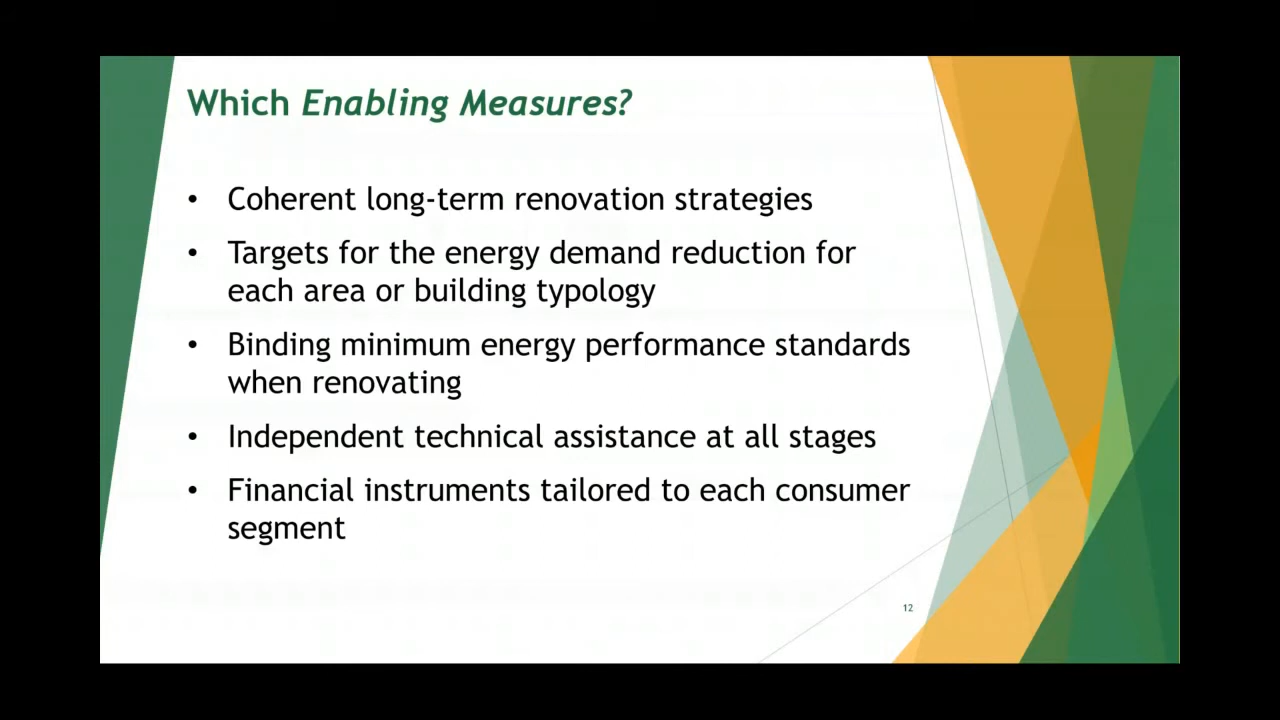 Which Enabling Measures?
• Coherent long-term renovation strategies
• Targets for the energy demand reduction for
each area or building typology
• Binding minimum energy performance standards
when renovating
• Independent technical assistance at all stages
• Financial instruments tailored to each consumer
segment
12